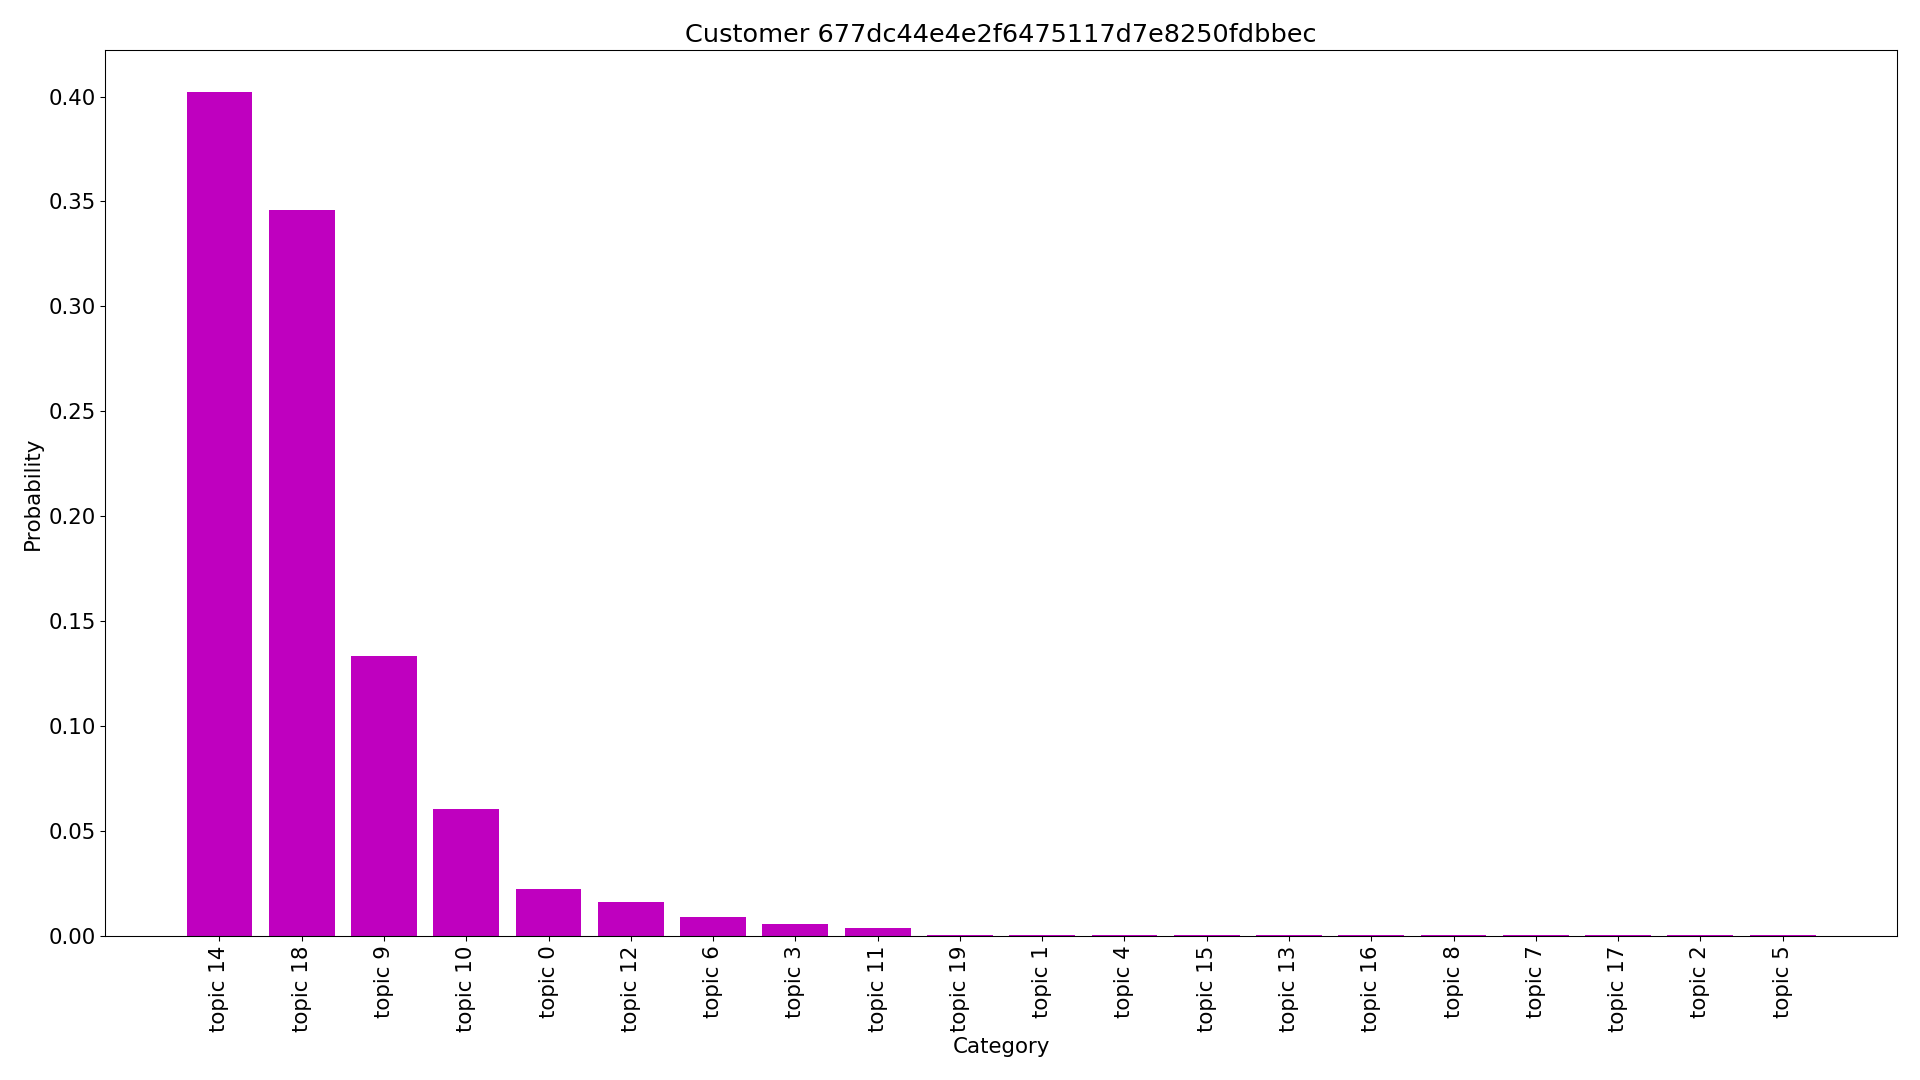 Customer 677dc44e4e2f6475117d7e8250fdbbec
0.40
0.35
0.30
0.25
0.20
0.15
0.10
0.05
0.00
Probability
topic 14
topic 18
topic 9
topic 10
topic 0
topic 12
topic 6
topic 3
topic 11
topic 19
topic 1
topic 4
topic 15
topic 13
topic 16
topic 8
topic 7
topic 17
topic 2
topic 5
Category